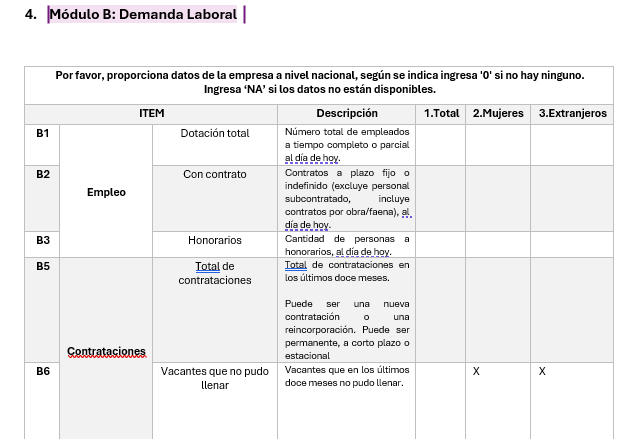 4. Módulo B: Demanda Laboral
Por favor, proporciona datos de la empresa a nivel nacional, según se indica ingresa '0' si no hay ninguno.
Ingresa ‘NA’ si los datos no están disponibles.
ITEM Descripción 1.Total 2.Mujeres 3.Extranjeros
B1 Dotación total Número total de empleados
a tiempo completo o parcial
al día de hoy.
Empleo
B2 Con contrato Contratos a plazo fijo o
indefinido (excluye personal
subcontratado, incluye
contratos por obra/faena), al
día de hoy.
B3 Honorarios Cantidad de personas a
honorarios, al día de hoy.
B5 Total de Total de contrataciones en
contrataciones los últimos doce meses.
Puede ser una nueva
contratación o una
reincorporación. Puede ser
permanente, a corto plazo o
estacional
Contrataciones
B6 Vacantes que no pudo Vacantes que en los últimos X X
llenar doce meses no pudo llenar.